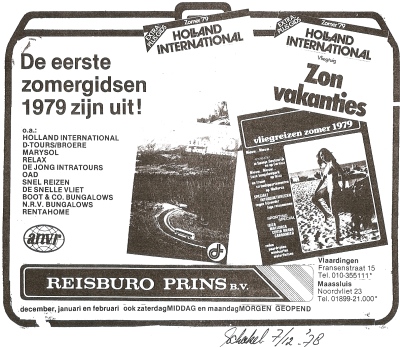 EXTRA REISGIDS
Zomer '79
HOLLAND
INTERNATIONAL
De eerste
zomergidsen
1979 zijn uit!
o.a.:
HOLLAND INTERNATIONAL
D-TOURS/BROERE
MARYSOL
RELAX
DE JONG INTRATOURS
OAD
SNEL REIZEN
DE SNELLE VLIET
BOOT & CO. BUNGALOWS
N.R.V. BUNGALOWS
RENTAHOME
anvr
Zomer '79
HOLLAND
INTERNATIONAL
Vliegtuig
Zon
vakanties
vliegreizen zomer 1979
Vlaardingen
Fransenstraat 15
Tel. 010-355111*
Maassluis
Noordvliet 23
Tel. 01899-21.000*
REISBURO PRINS B.V.
december, januari en februari ook zaterdagMIDDAG en maandagMORGEN GEOPEND
Schakel 7/12 '78